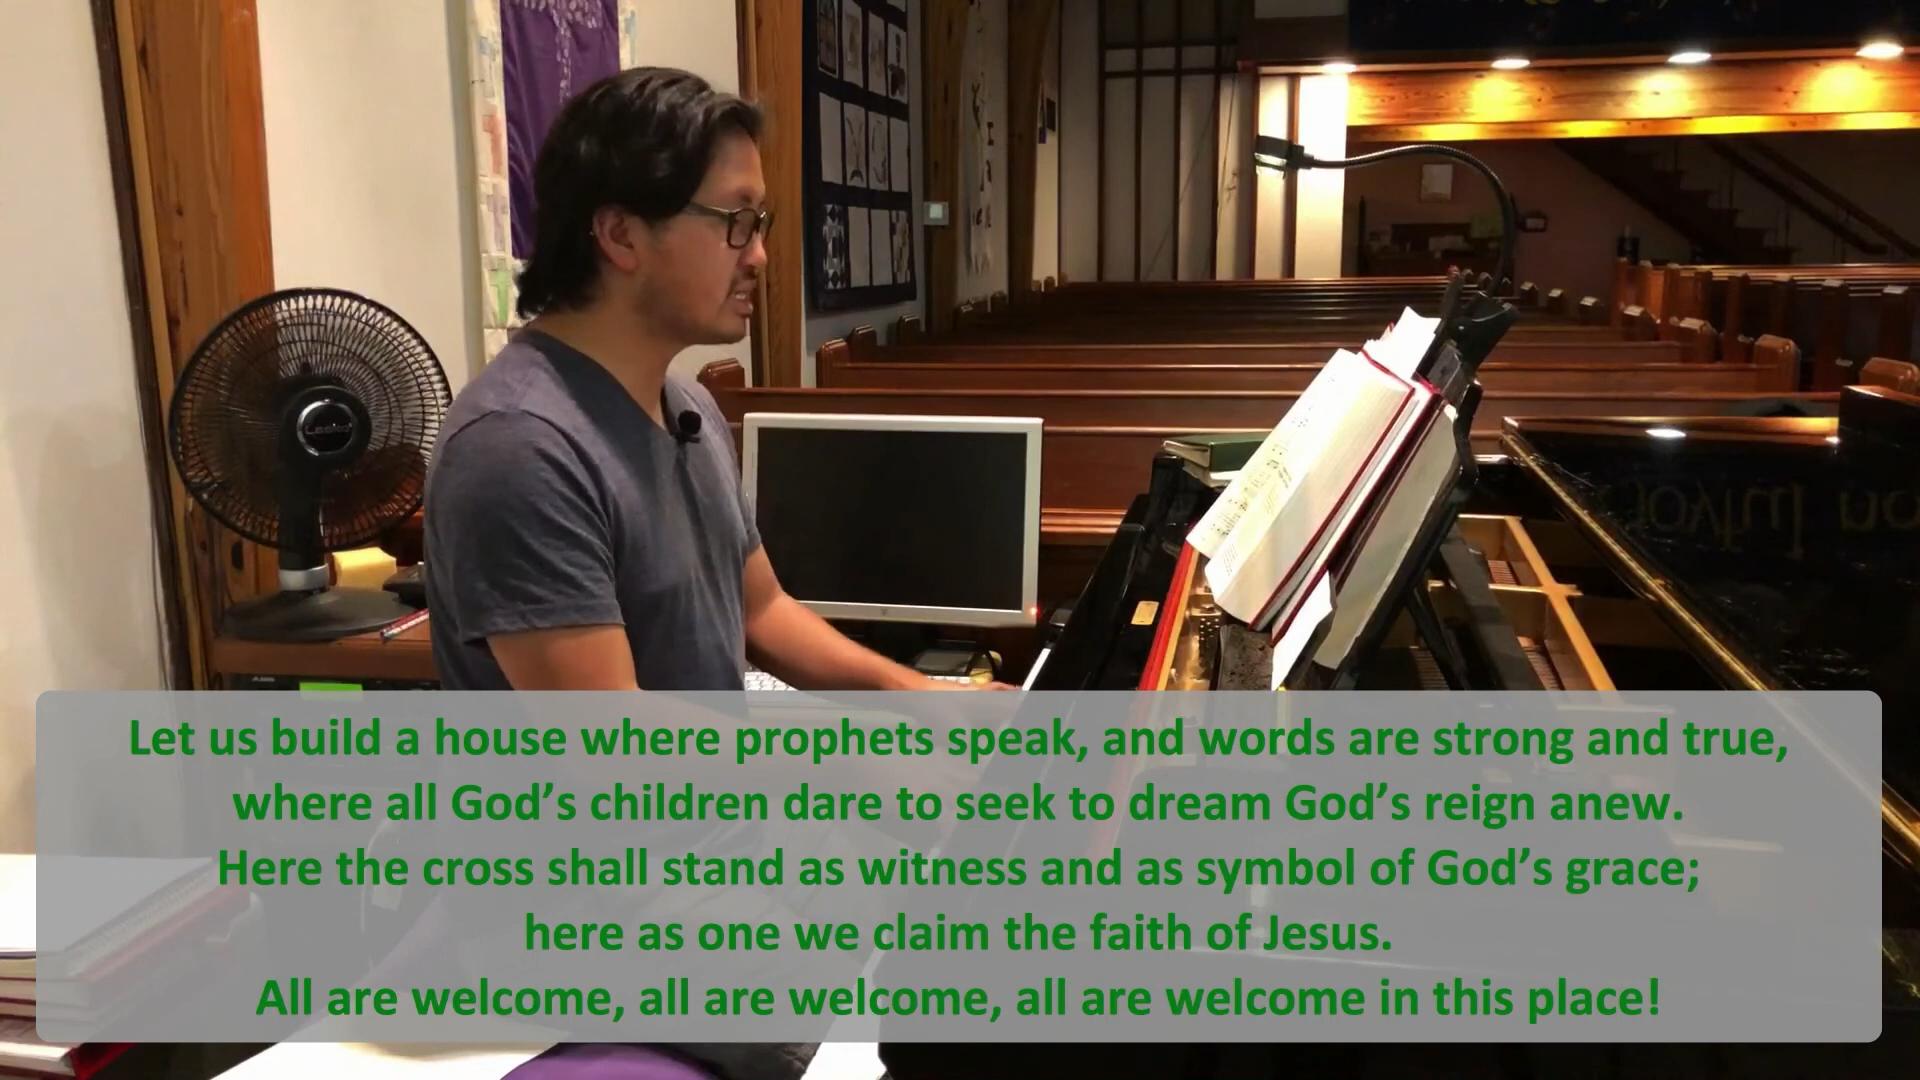 Lasko
joyful no
Let us build a house where prophets speak, and words are strong and true,
where all God’s children dare to seek to dream God’s reign anew.
Here the cross shall stand as witness and as symbol of God’s grace;
here as one we claim the faith of Jesus.
All are welcome, all are welcome, all are welcome in this place!